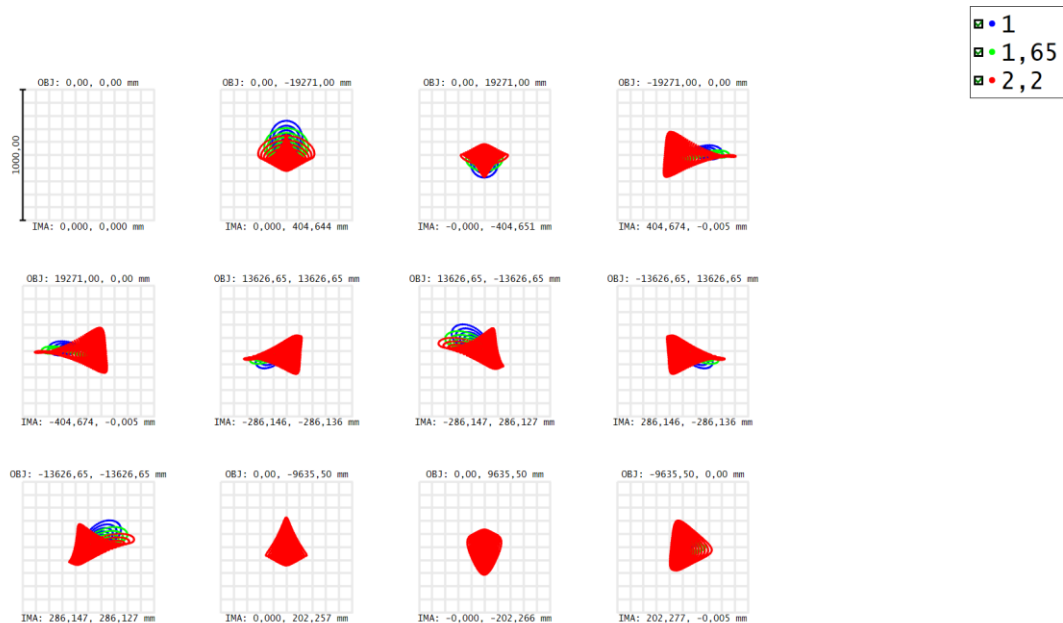 1
1,65
2,2
OBJ: 0,00, 0,00 mm
OBJ: 0,00, -19271,00 mm
OBJ: 0,00, 19271,00 mm
OBJ: -19271,00, 0,00 mm
1000,00
IMA: 0,000, 0,000 mm
IMA: 0,000, 404,644 mm
IMA: -0,000, -404,651 mm
IMA: 404,674, -0,005 mm
OBJ: 19271,00, 0,00 mm
OBJ: 13626,65, 13626,65 mm
OBJ: 13626,65, -13626,65 mm
OBJ: -13626,65, 13626,65 mm
IMA: -404,674, -0,005 mm
IMA: -286,146, -286,136 mm
IMA: -286,147, 286,127 mm
IMA: 286,146, -286,136 mm
OBJ: -13626,65, -13626,65 mm
OBJ: 0,00, -9635,50 mm
OBJ: 0,00, 9635,50 mm
OBJ: -9635,50, 0,00 mm
IMA: 286,147, 286,127 mm
IMA: 0,000, 202,257 mm
IMA: -0,000, -202,266 mm
IMA: 202,277, -0,005 mm